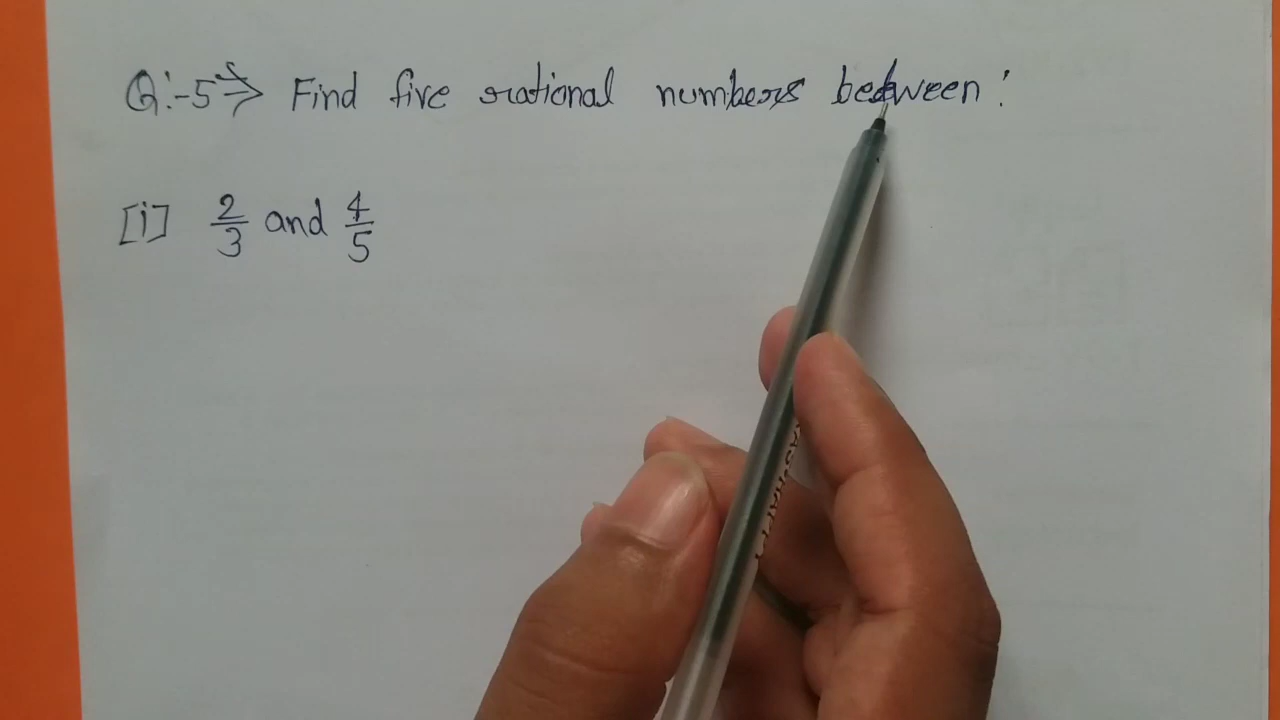 Q:-5⇒ Find five rational numbers between:
[i] 2/3 and 4/5